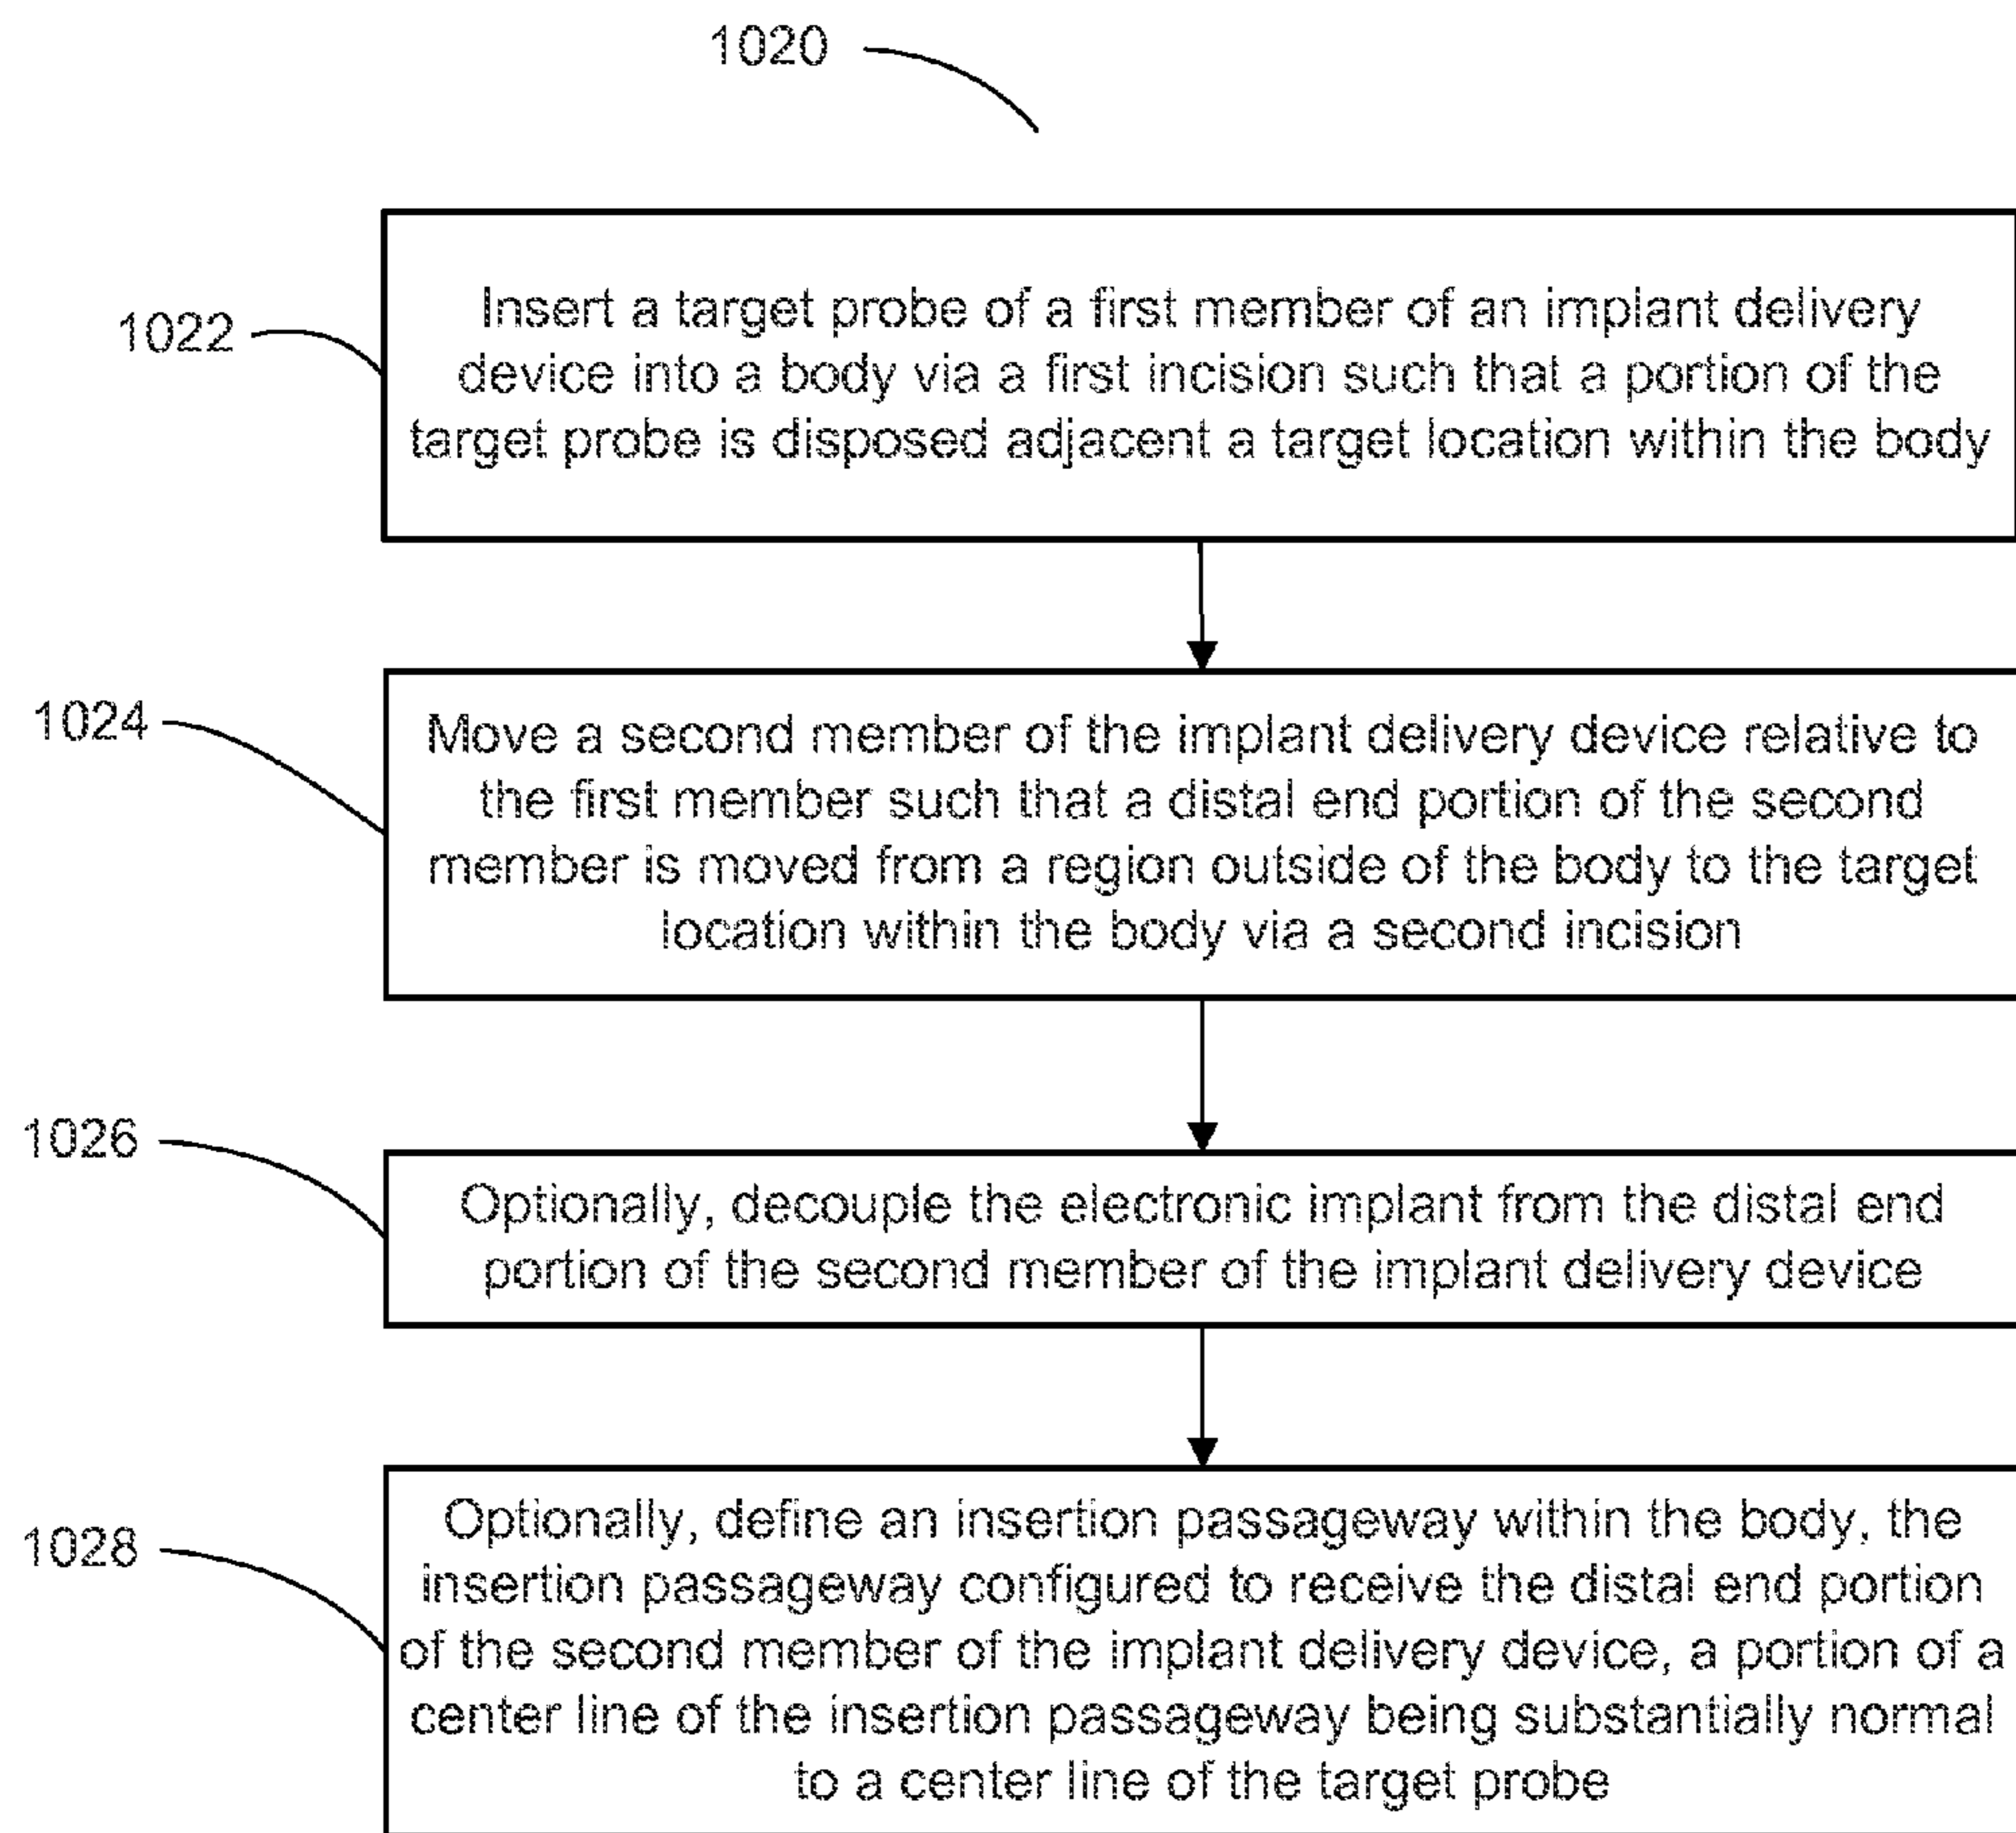 1020
1022
Insert a target probe of a first member of an implant delivery
device into a body via a first incision such that a portion of the
target probe is disposed adjacent a target location within the body
1024
Move a second member of the implant delivery device relative to
the first member such that a distal end portion of the second
member is moved from a region outside of the body to the target
location within the body via a second incision
1026
Optionally, decouple the electronic implant from the distal end
portion of the second member of the implant delivery device
1028
Optionally, define an insertion passageway within the body, the
insertion passageway configured to receive the distal end portion
of the second member of the implant delivery device, a portion of a
center line of the insertion passageway being substantially normal
to a center line of the target probe